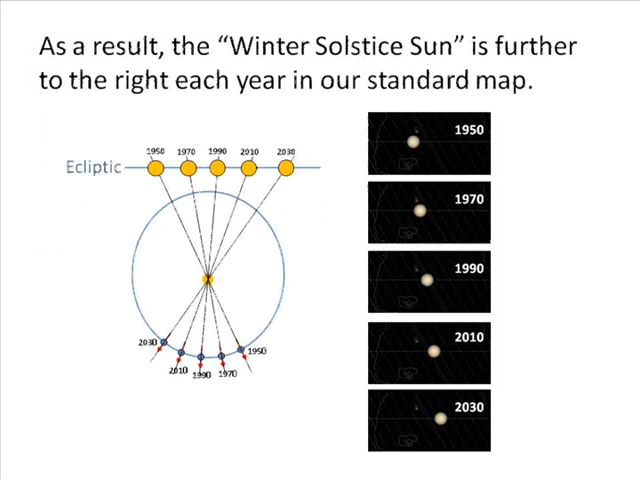 As a result, the “Winter Solstice Sun” is further
to the right each year in our standard map.
1950 1970 1990 2010 2030
Ecliptic
2030
2010
1990
1970
1950
1950
1970
1990
2010
2030